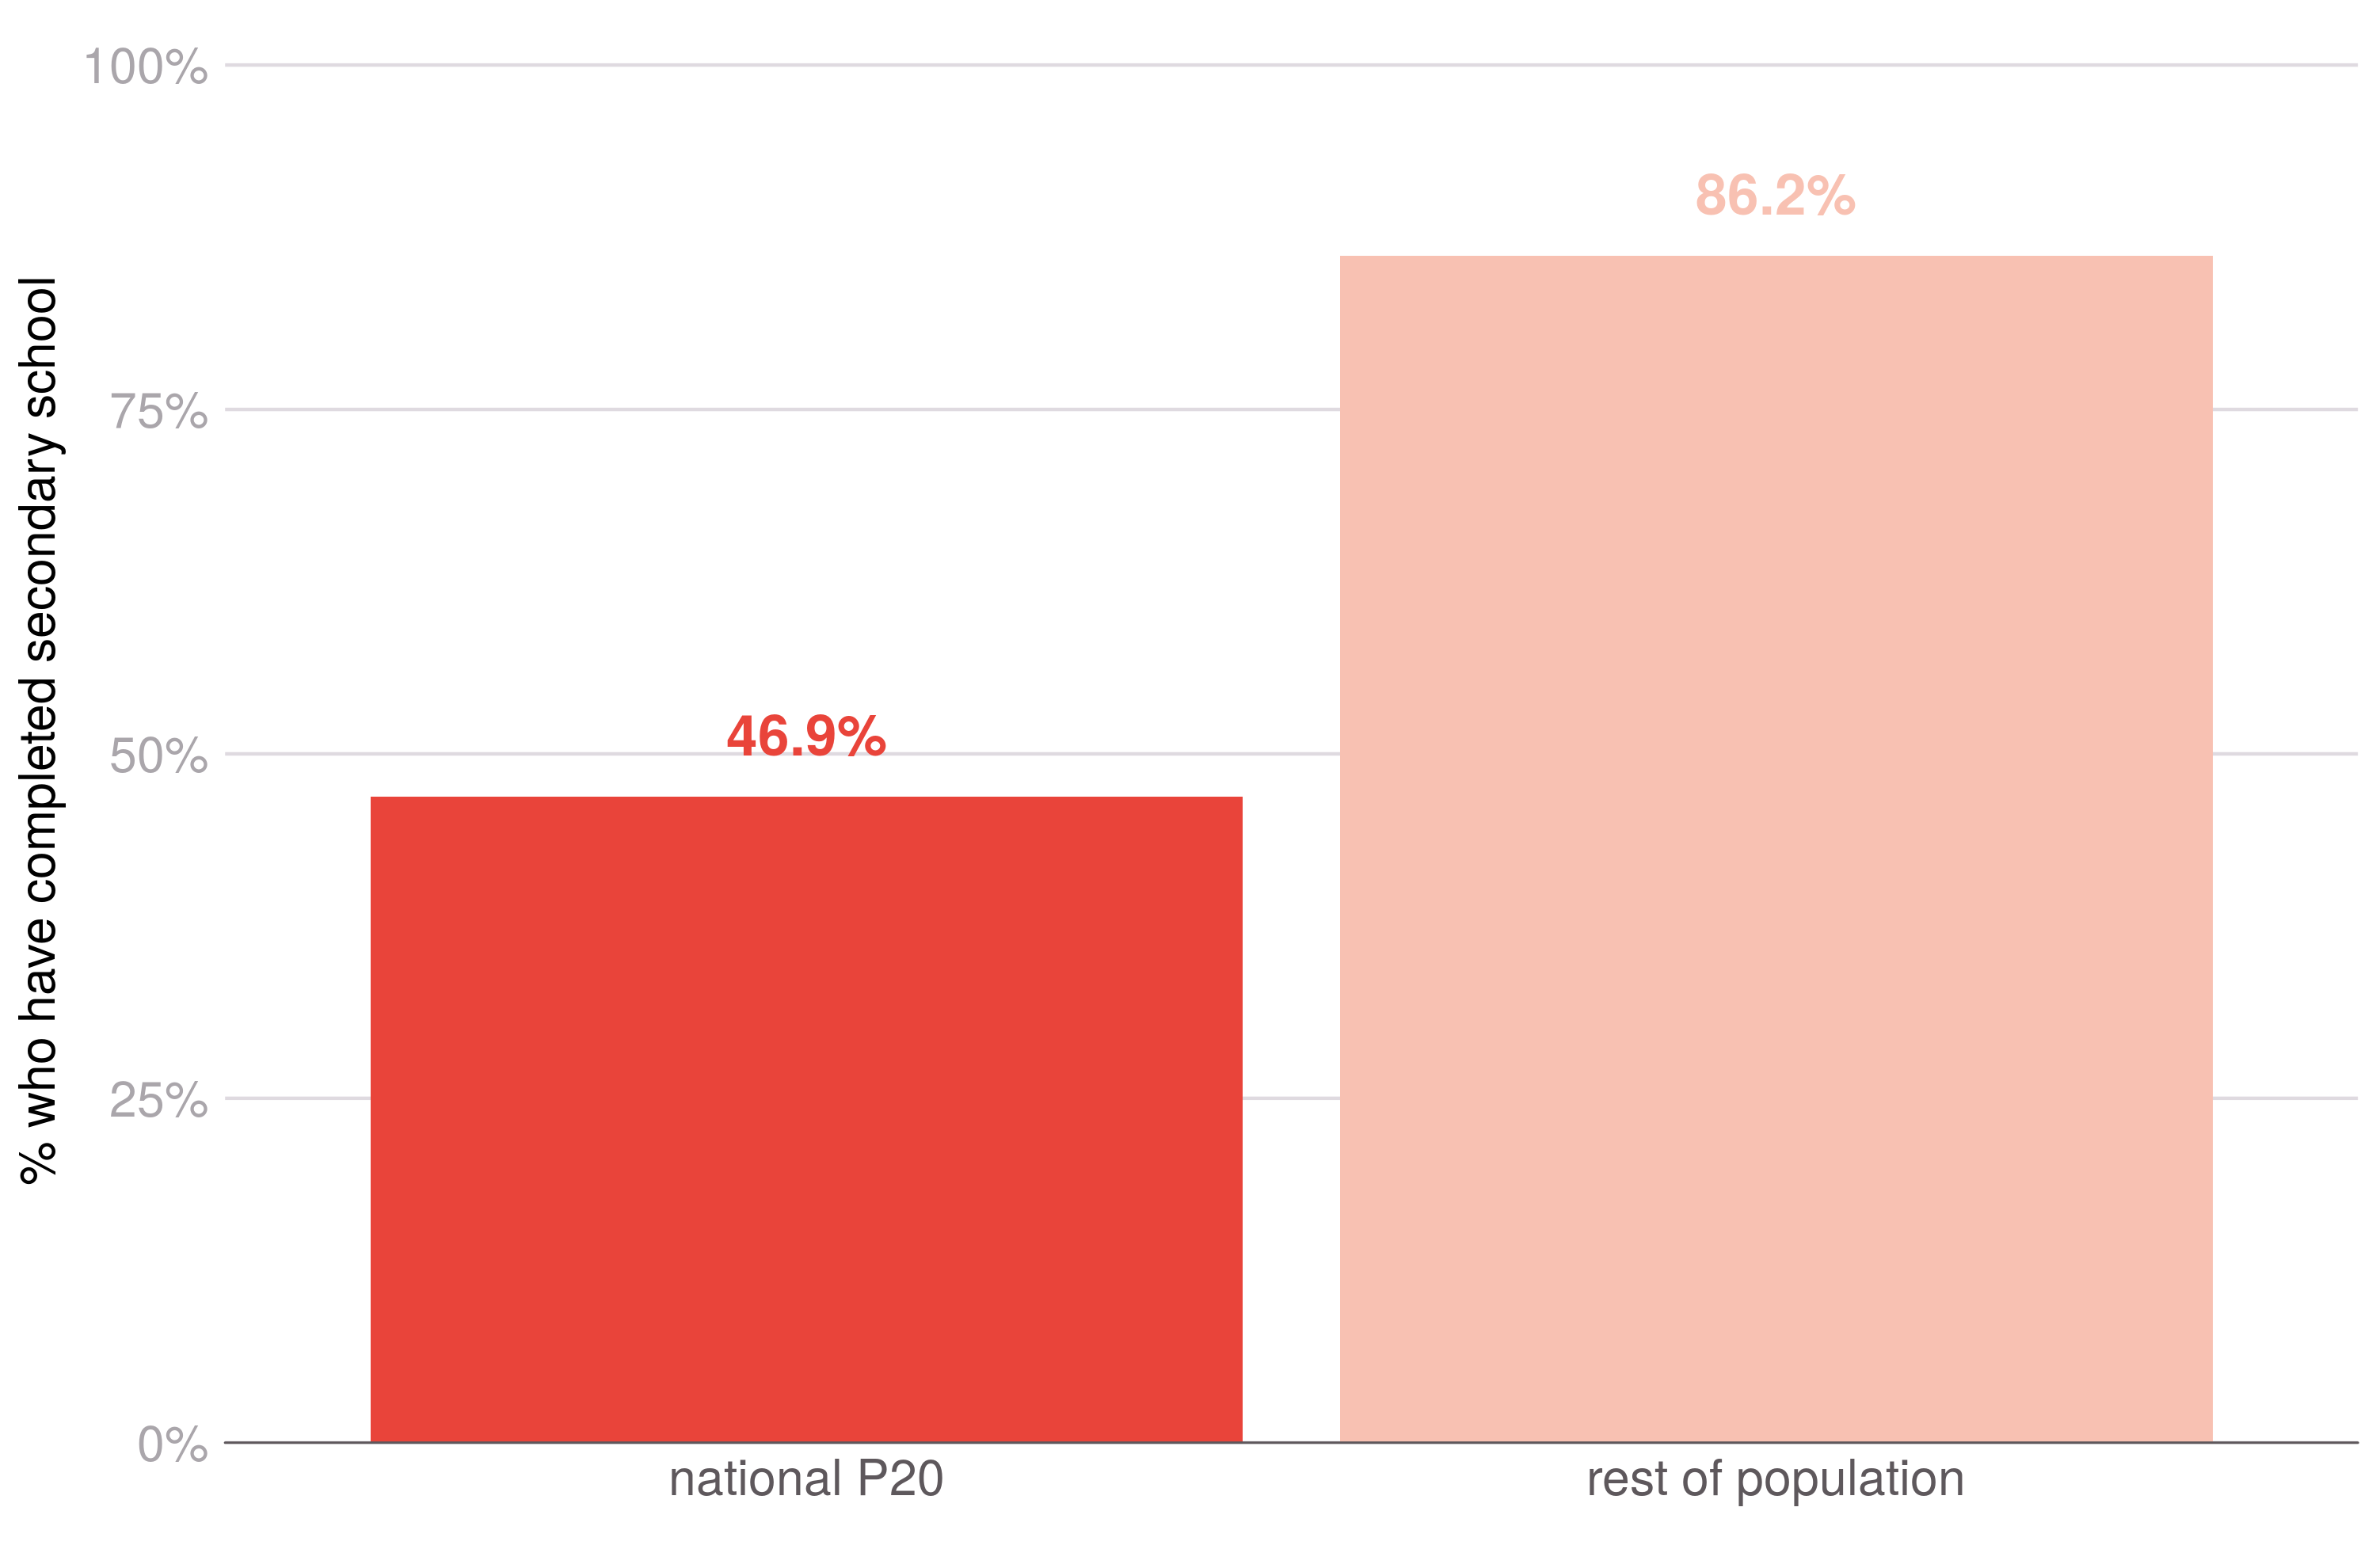 % who have completed secondary school
100%
75%
50%
25%
0%
46.9%
86.2%
national P20
rest of population